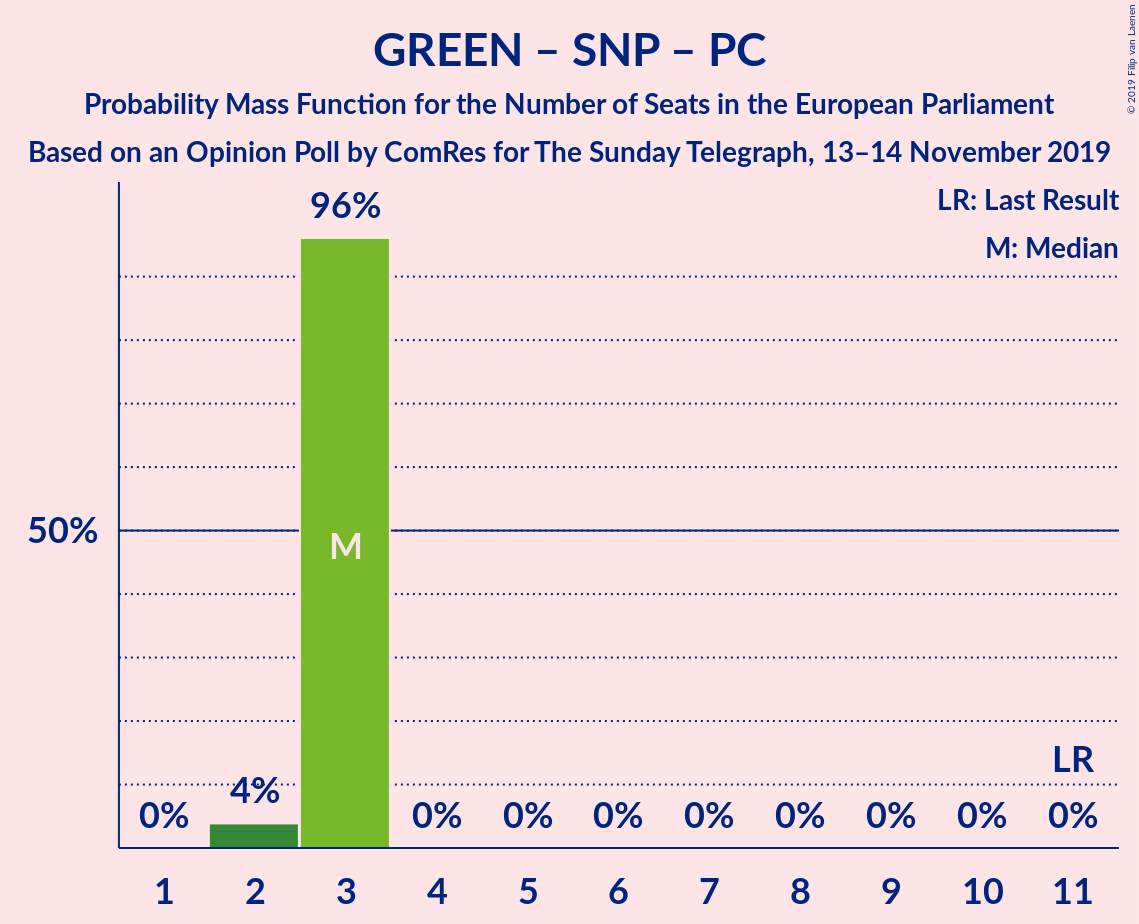 GREEN – SNP – PC
Probability Mass Function for the Number of Seats in the European Parliament
Based on an Opinion Poll by ComRes for The Sunday Telegraph, 13–14 November 2019
© 2019 Filip van Laenen
LR: Last Result
M: Median
96%
50%
M
LR
0% 4% 0% 0% 0% 0% 0% 0% 0% 0%
1 2 3 4 5 6 7 8 9 10 11